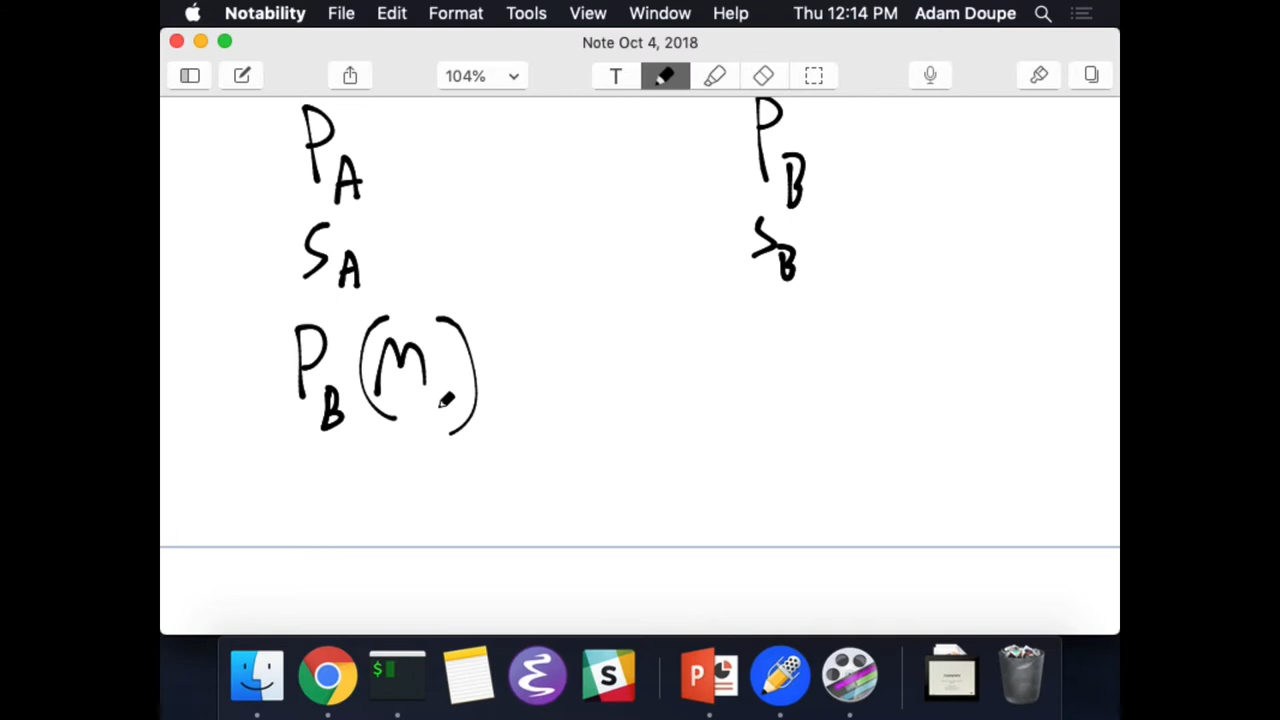 Notability File Edit Format Tools View Window Help Thu 12:14 PM Adam Doupe
Note Oct 4, 2018
104% T
P_A P_B
S_A S_B
P_B (M)
$
S
P